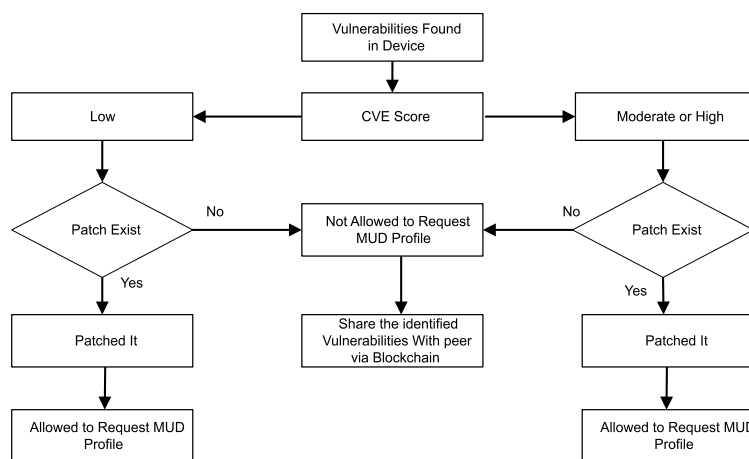 Vulnerabilities Found
in Device
Low
CVE Score
Moderate or High
Patch Exist
No
Not Allowed to Request
MUD Profile
No
Patch Exist
Yes
Yes
Patched It
Share the identified
Vulnerabilities With peer
via Blockchain
Patched It
Allowed to Request MUD
Profile
Allowed to Request MUD
Profile